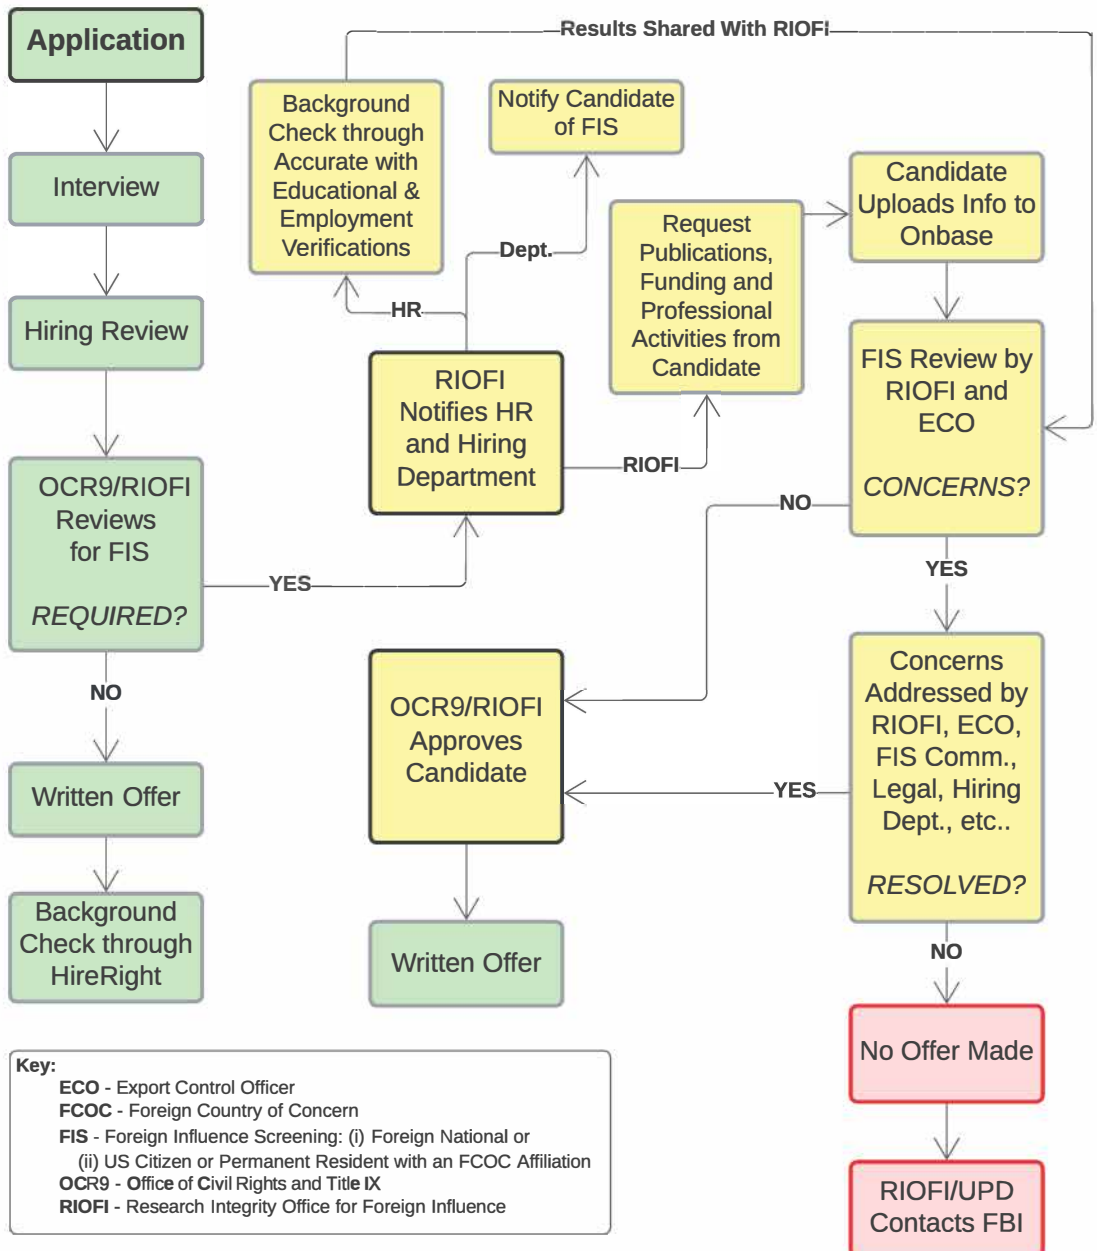 Application
Interview
Hiring Review
OCR9/RIOFI
Reviews
for FIS
REQUIRED?
NO
Written Offer
Background
Check through
HireRight
YES
RIOFI
Notifies HR
and Hiring
Department
HR
Background
Check through
Accurate with
Educational &
Employment
Verifications
Results Shared With RIOFI
Dept.
Notify Candidate
of FIS
RIOFI
Request
Publications,
Funding and
Professional
Activities from
Candidate
Candidate
Uploads Info to
Onbase
FIS Review by
RIOFI and
ECO
CONCERNS?
NO
YES
Concerns
Addressed by
RIOFI, ECO,
FIS Comm.,
Legal, Hiring
Dept., etc..
RESOLVED?
YES
OCR9/RIOFI
Approves
Candidate
Written Offer
NO
No Offer Made
RIOFI/UPD
Contacts FBI
Key:
ECO - Export Control Officer
FCOC - Foreign Country of Concern
FIS - Foreign Influence Screening: (i) Foreign National or
(ii) US Citizen or Permanent Resident with an FCOC Affiliation
OCR9 - Office of Civil Rights and Title IX
RIOFI - Research Integrity Office for Foreign Influence